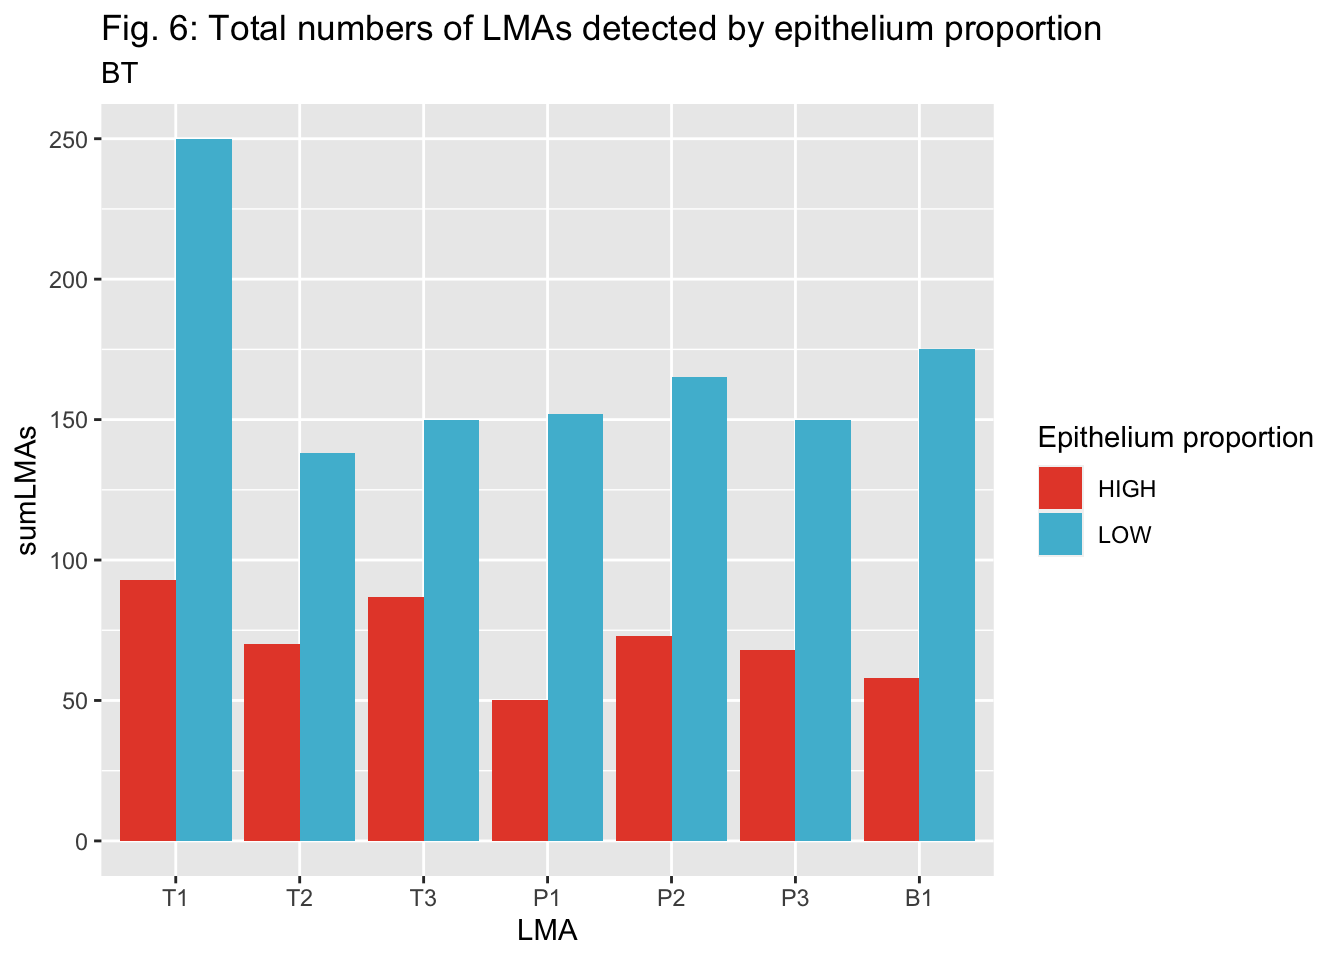 Fig. 6: Total numbers of LMAs detected by epithelium proportion
BT
250
200
150
100
50
0
sumLMAs
T1 T2 T3 P1 P2 P3 B1
LMA
Epithelium proportion
HIGH
LOW